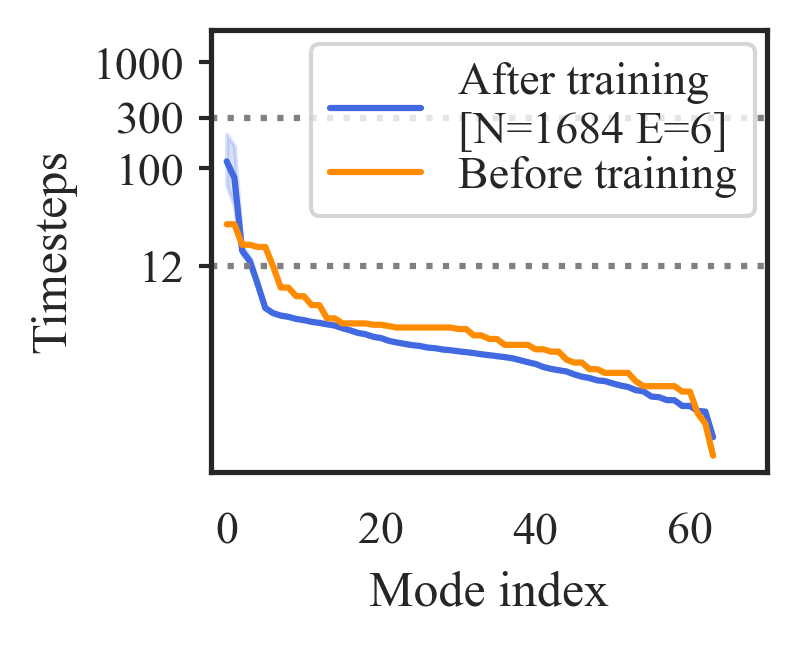 1000
300
100
12
Timesteps
After training
[N=1684 E=6]
Before training
0 20 40 60
Mode index